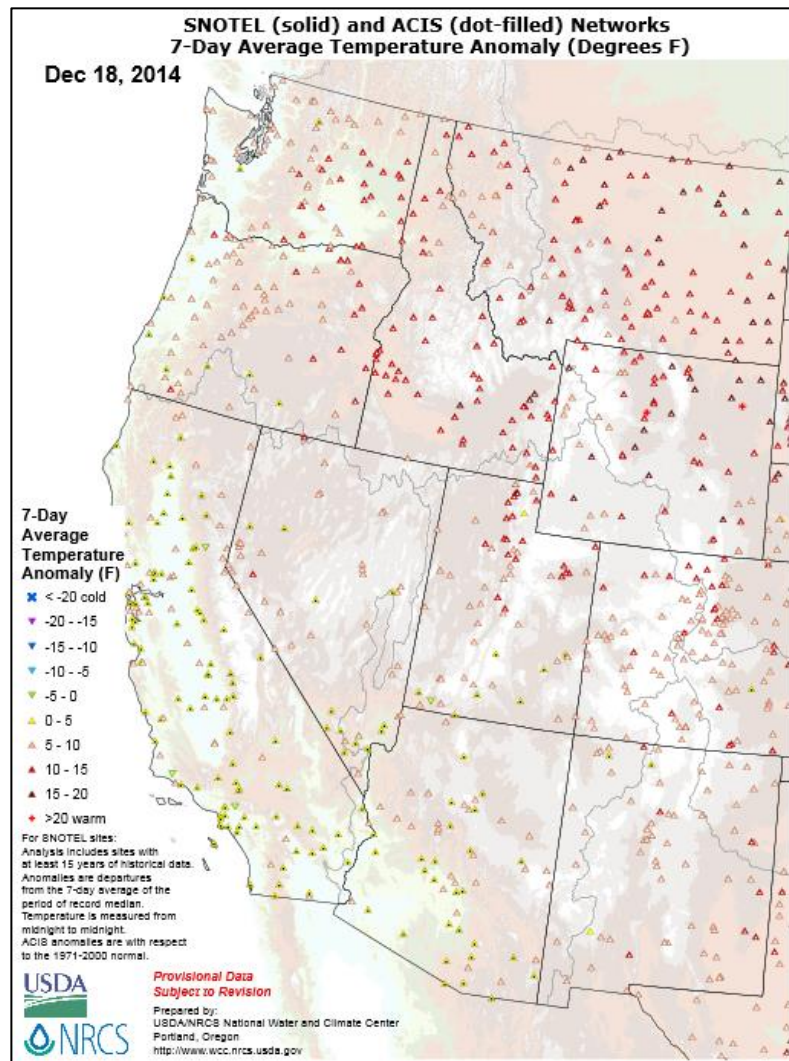 SNOTEL (solid) and ACIS (dot-filled) Networks
7-Day Average Temperature Anomaly (Degrees F)
Dec 18, 2014
7-Day
Average
Temperature
Anomaly (F)
< -20 cold
-20 - -15
-15 - -10
-10 - -5
-5 - 0
0 - 5
5 - 10
10 - 15
15 - 20
>20 warm
For SNOTEL sites:
Analysis includes sites with
at least 15 years of historical data.
Anomalies are departures
from the 7-day average of the
period of record median.
Temperature is measured from
midnight to midnight.
ACIS anomalies are with respect
to the 1971-2000 normal.
USDA
NRCS
Provisional Data
Subject to Revision
Prepared by:
USDA/NRCS National Water and Climate Center
Portland, Oregon
http://www.wcc.nrcs.usda.gov